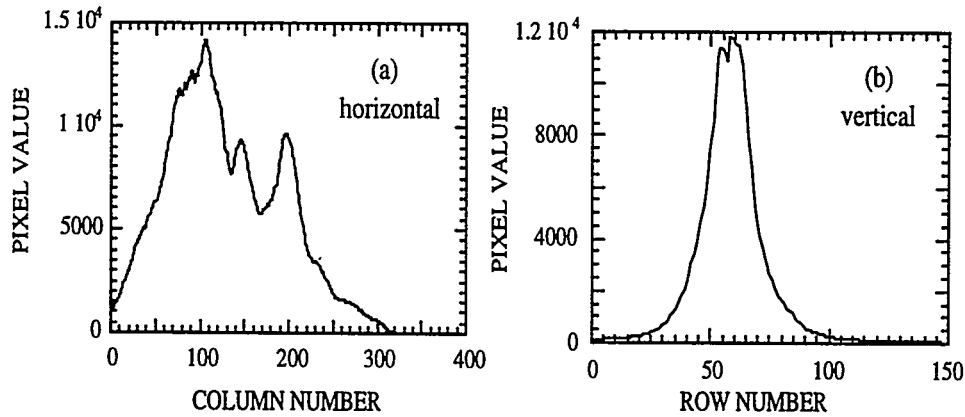 1.5 10⁴
1 10⁴
5000
0
PIXEL VALUE
(a)
horizontal
0 100 200 300 400
COLUMN NUMBER
1.2 10⁴
8000
4000
0
PIXEL VALUE
(b)
vertical
0 50 100 150
ROW NUMBER